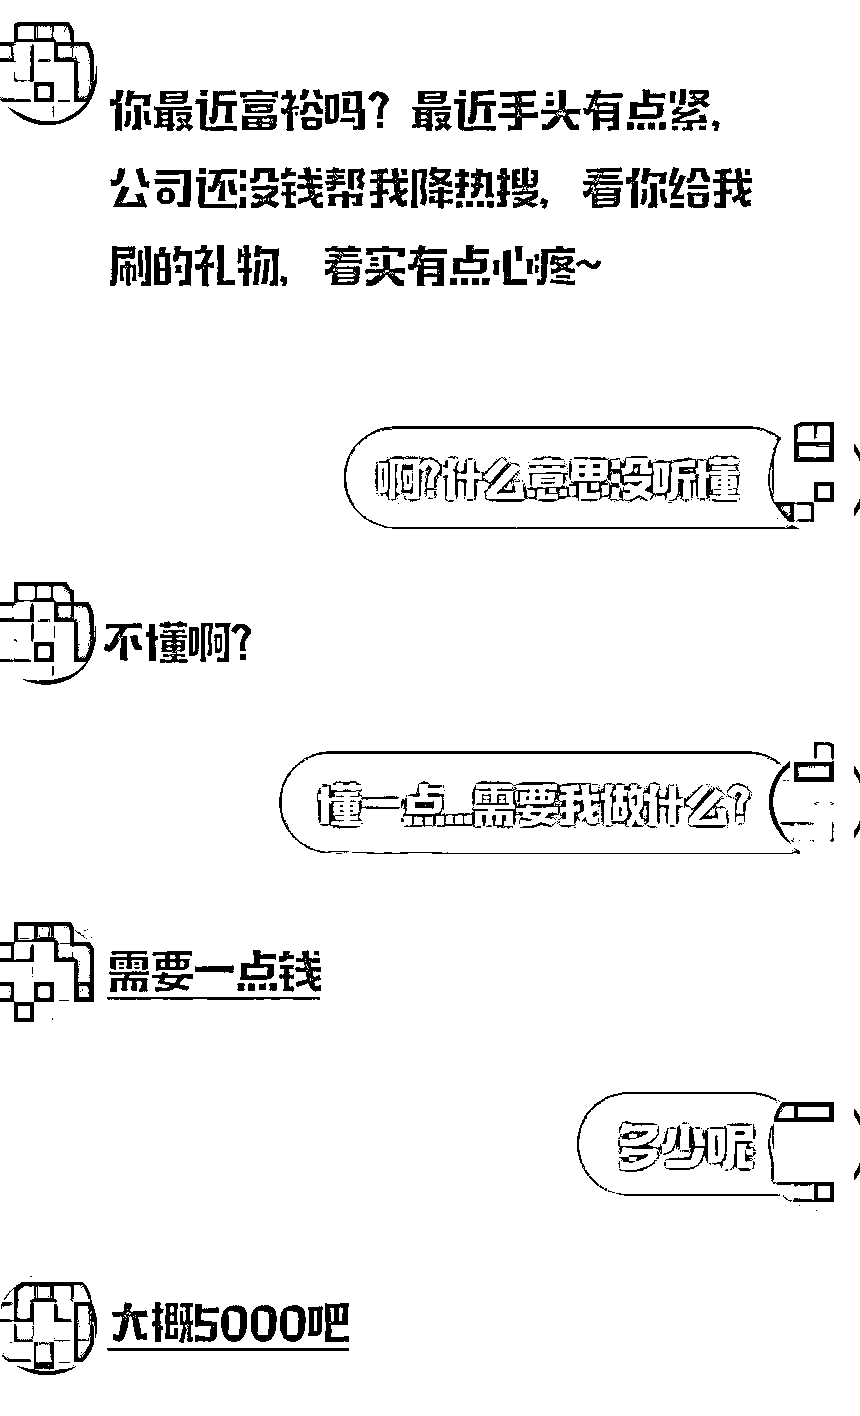 你最近富裕吗？最近手头有点紧，
公司还没钱帮我降热搜，看你给我
刷的礼物，着实有点心疼~
啊?什么意思没听懂
不懂啊?
懂一点...需要我做什么?
需要一点钱
多少呢
大概5000吧